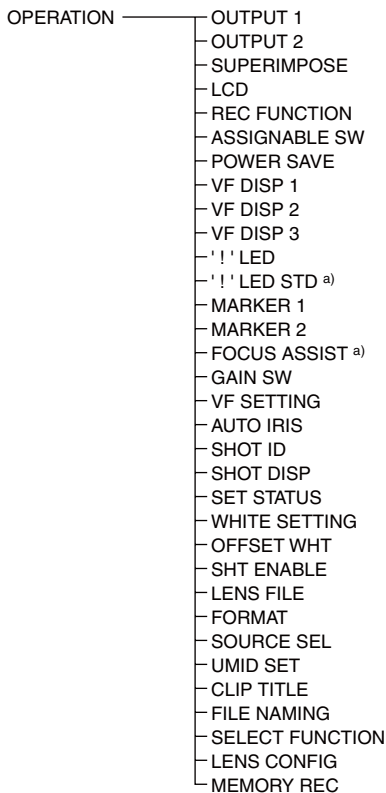 OPERATION
OUTPUT 1
OUTPUT 2
SUPERIMPOSE
LCD
REC FUNCTION
ASSIGNABLE SW
POWER SAVE
VF DISP 1
VF DISP 2
VF DISP 3
' ! ' LED
' ! ' LED STD a)
MARKER 1
MARKER 2
FOCUS ASSIST a)
GAIN SW
VF SETTING
AUTO IRIS
SHOT ID
SHOT DISP
SET STATUS
WHITE SETTING
OFFSET WHT
SHT ENABLE
LENS FILE
FORMAT
SOURCE SEL
UMID SET
CLIP TITLE
FILE NAMING
SELECT FUNCTION
LENS CONFIG
MEMORY REC